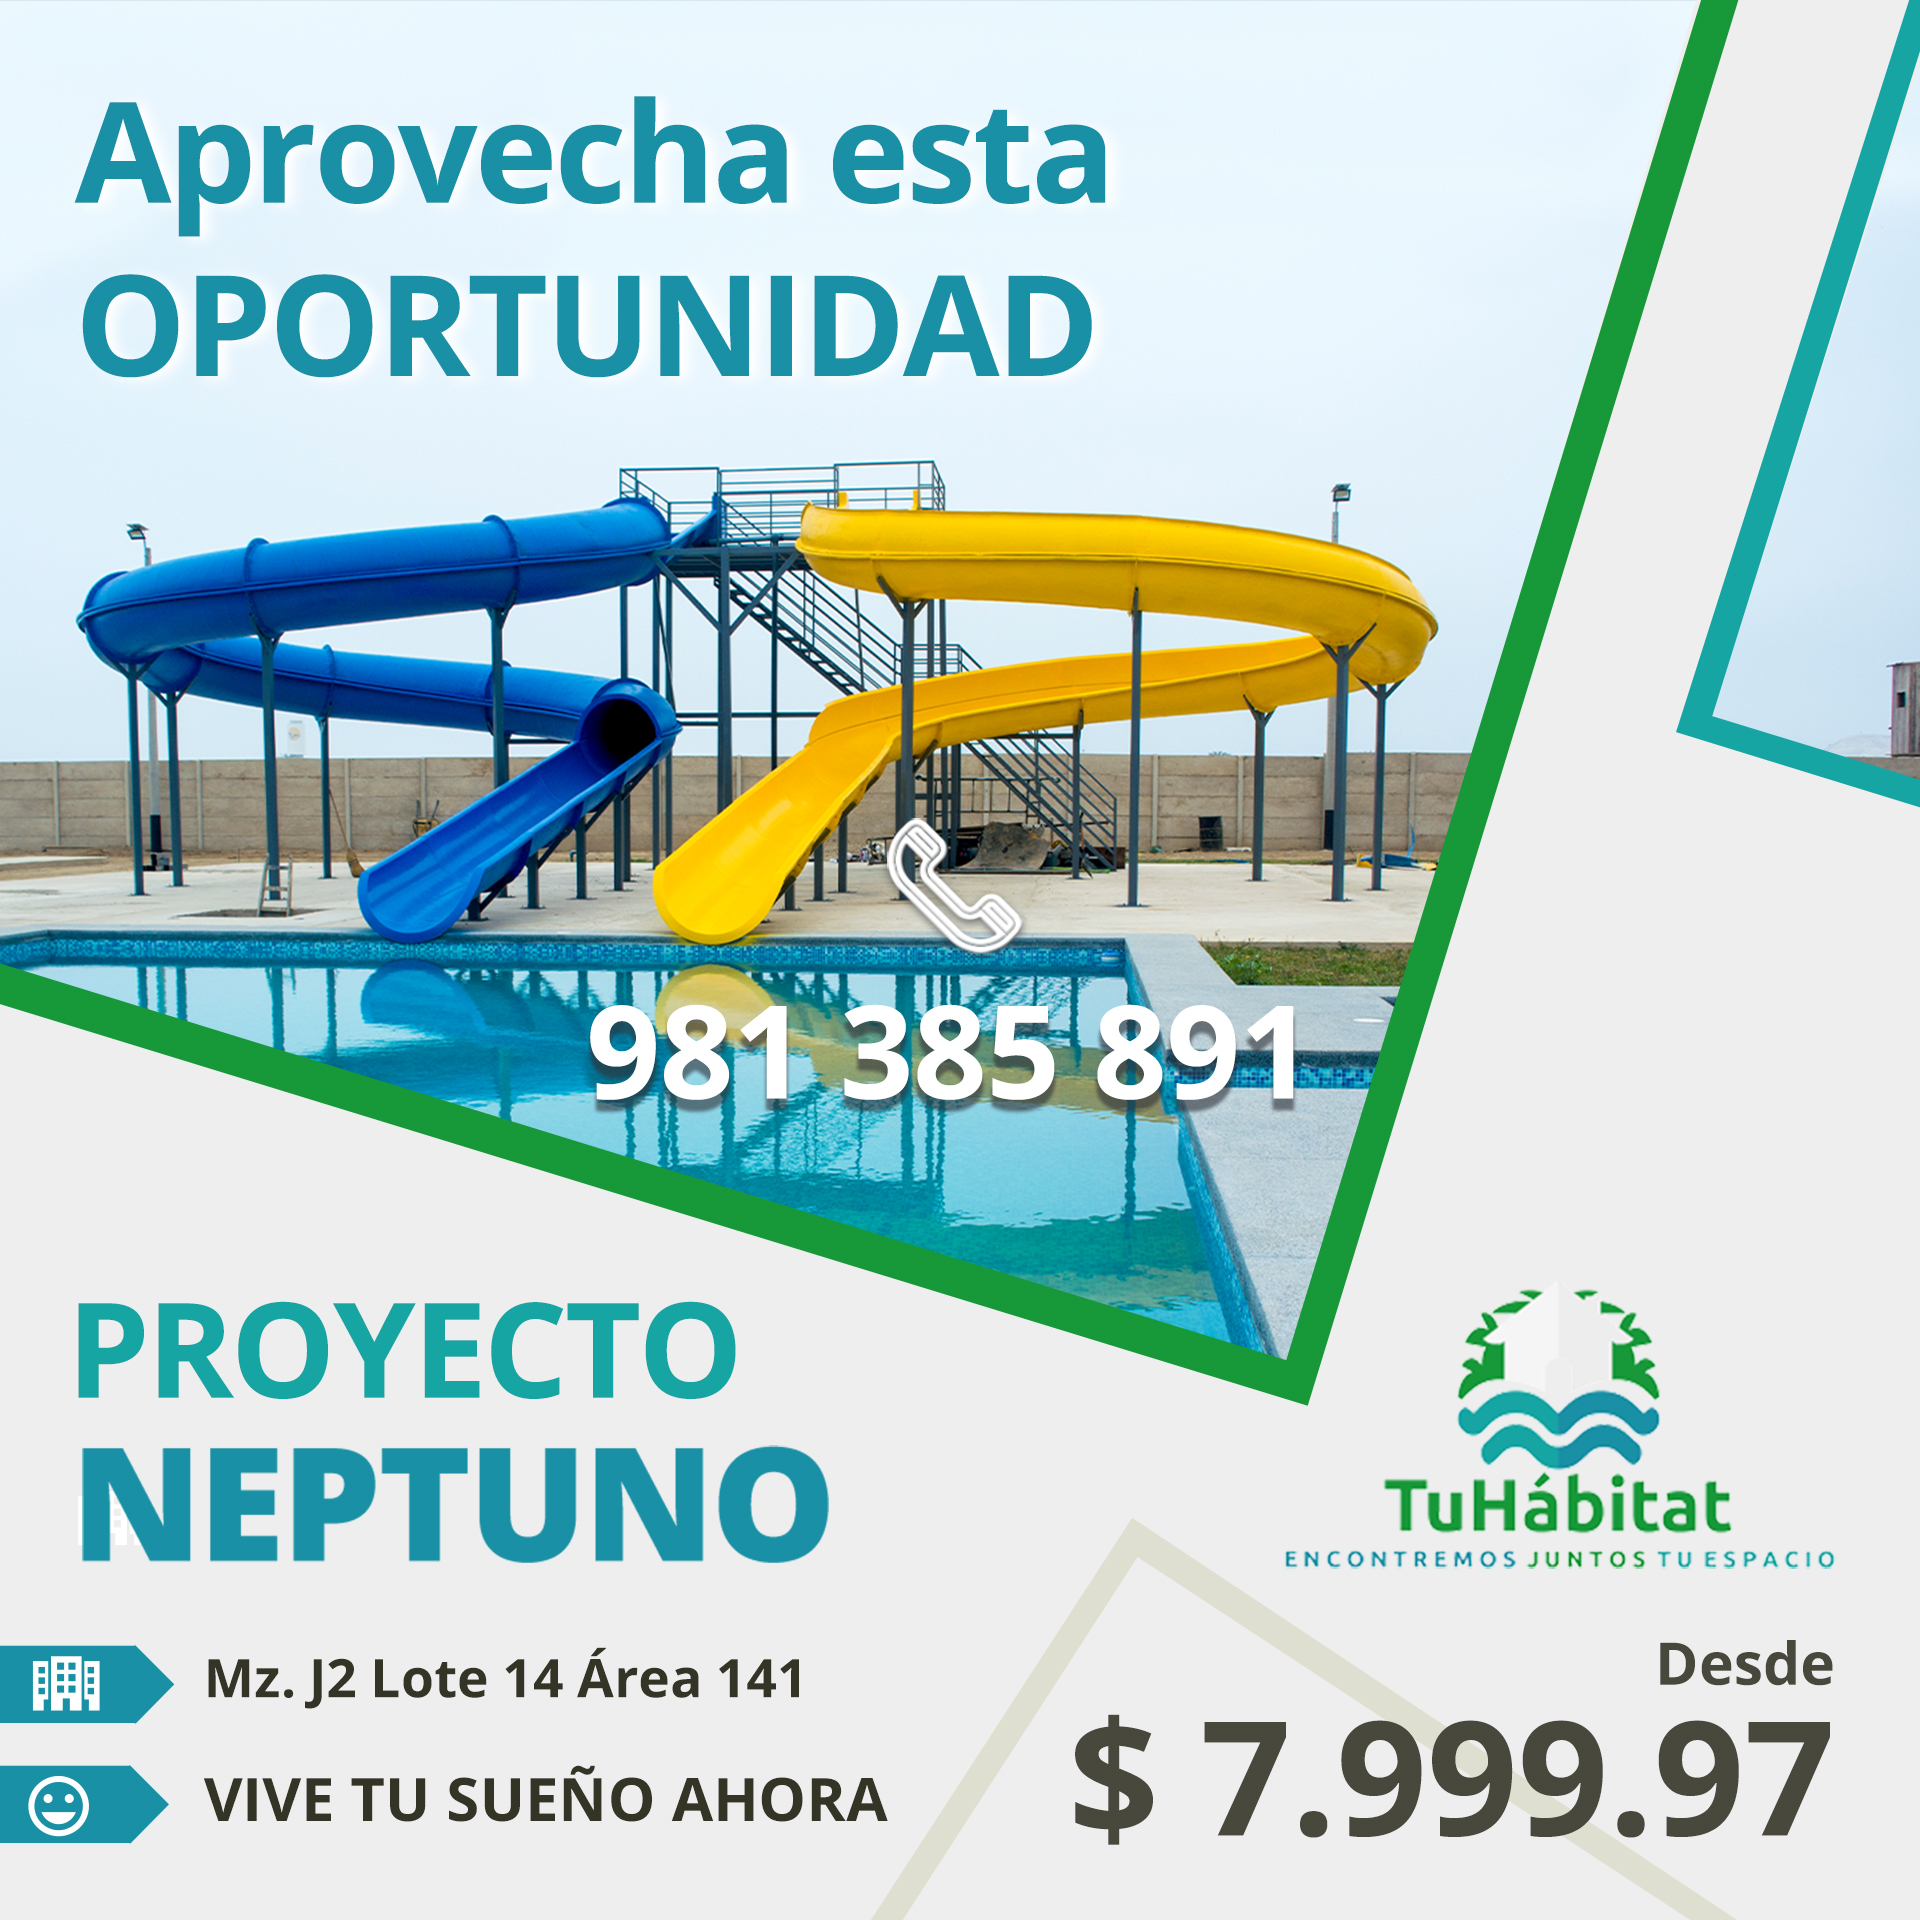 Aprovecha esta
OPORTUNIDAD
981 385 891
PROYECTO
NEPTUNO
TuHábitat
ENCONTREMOS JUNTOS TU ESPACIO
Mz. J2 Lote 14 Área 141
VIVE TU SUEÑO AHORA
Desde
$ 7.999.97